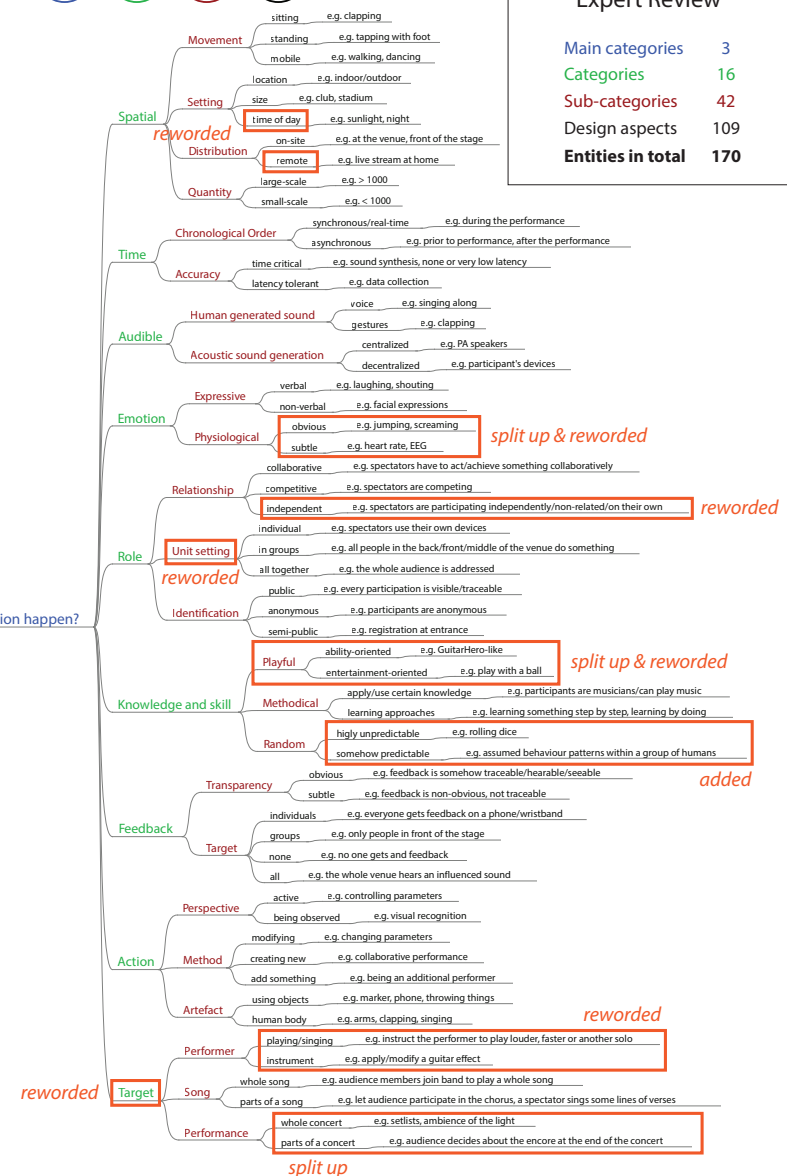 Expert Review
Main categories 3
Categories 16
Sub-categories 42
Design aspects 109
Entities in total 170
ion happen?
Spatial
Movement
sitting e.g. clapping
standing e.g. tapping with foot
mobile e.g. walking, dancing
Setting
location e.g. indoor/outdoor
size e.g. club, stadium
time of day e.g. sunlight, night
reworded
Distribution
on-site e.g. at the venue, front of the stage
remote e.g. live stream at home
Quantity
large-scale e.g. > 1000
small-scale e.g. < 1000
Time
Chronological Order
synchronous/real-time e.g. during the performance
asynchronous e.g. prior to performance, after the performance
Accuracy
time critical e.g. sound synthesis, none or very low latency
latency tolerant e.g. data collection
Audible
Human generated sound
voice e.g. singing along
gestures e.g. clapping
Acoustic sound generation
centralized e.g. PA speakers
decentralized e.g. participant's devices
Emotion
Expressive
verbal e.g. laughing, shouting
non-verbal e.g. facial expressions
Physiological
obvious e.g. jumping, screaming
subtle e.g. heart rate, EEG
split up & reworded
Role
Relationship
collaborative e.g. spectators have to act/achieve something collaboratively
competitive e.g. spectators are competing
independent e.g. spectators are participating independently/non-related/on their own
reworded
Unit setting
reworded
individual e.g. spectators use their own devices
in groups e.g. all people in the back/front/middle of the venue do something
all together e.g. the whole audience is addressed
Identification
public e.g. every participation is visible/traceable
anonymous e.g. participants are anonymous
semi-public e.g. registration at entrance
Knowledge and skill
Playful
ability-oriented e.g. GuitarHero-like
entertainment-oriented e.g. play with a ball
split up & reworded
Methodical
apply/use certain knowledge e.g. participants are musicians/can play music
learning approaches e.g. learning something step by step, learning by doing
Random
higly unpredictable e.g. rolling dice
somehow predictable e.g. assumed behaviour patterns within a group of humans
added
Feedback
Transparency
obvious e.g. feedback is somehow traceable/hearable/seeable
subtle e.g. feedback is non-obvious, not traceable
Target
individuals e.g. everyone gets feedback on a phone/wristband
groups e.g. only people in front of the stage
none e.g. no one gets and feedback
all e.g. the whole venue hears an influenced sound
Action
Perspective
active e.g. controlling parameters
being observed e.g. visual recognition
Method
modifying e.g. changing parameters
creating new e.g. collaborative performance
add something e.g. being an additional performer
Artefact
using objects e.g. marker, phone, throwing things
human body e.g. arms, clapping, singing
reworded
Target
reworded
Performer
playing/singing e.g. instruct the performer to play louder, faster or another solo
instrument e.g. apply/modify a guitar effect
Song
whole song e.g. audience members join band to play a whole song
parts of a song e.g. let audience participate in the chorus, a spectator sings some lines of verses
Performance
whole concert e.g. setlists, ambience of the light
parts of a concert e.g. audience decides about the encore at the end of the concert
split up